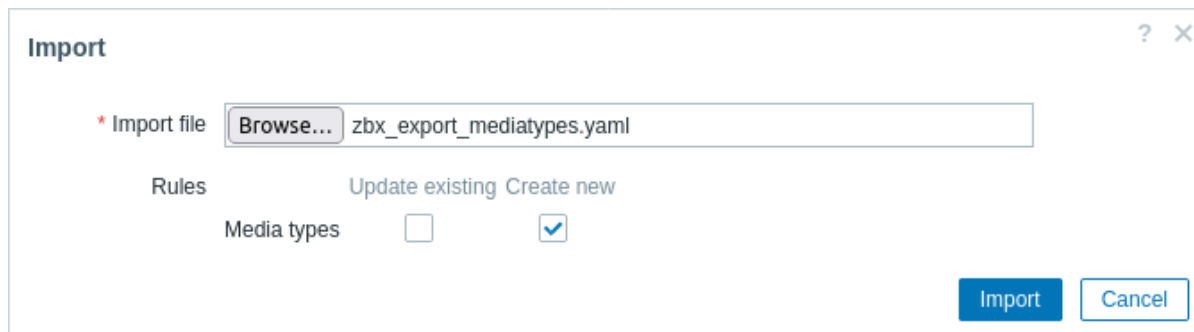 Import
?
* Import file Browse... zbx_export_mediatypes.yaml
Rules Update existing Create new
Media types
Import Cancel